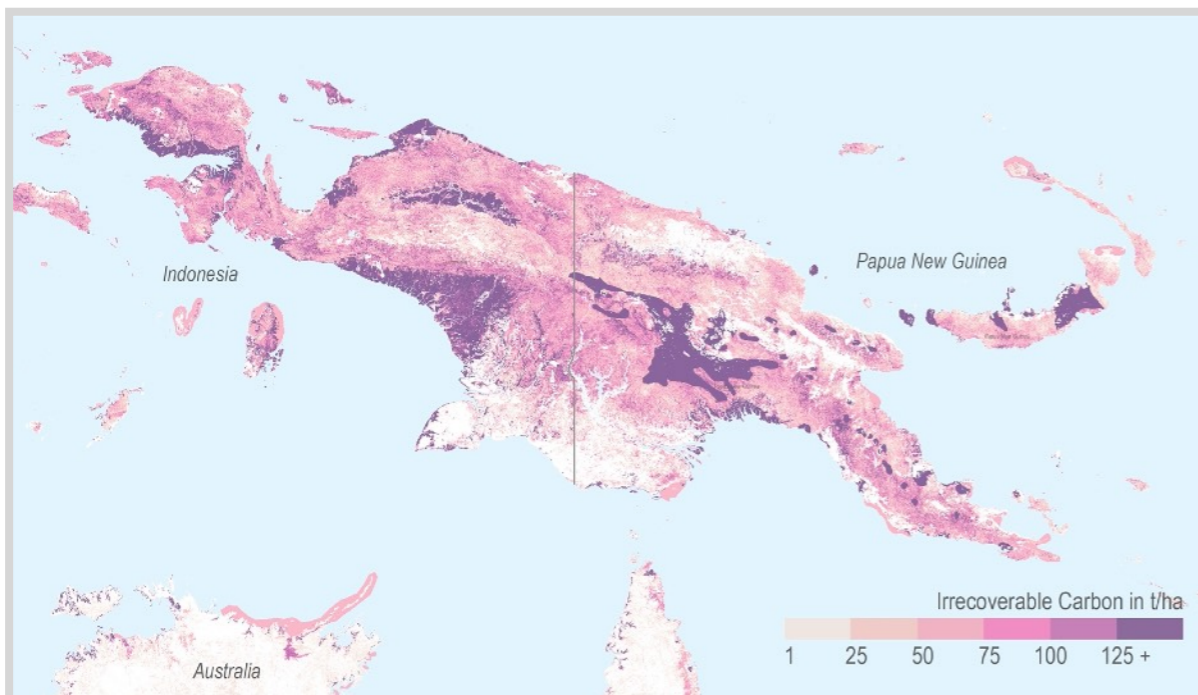 Indonesia
Papua New Guinea
Irrecoverable Carbon in t/ha
1 25 50 75 100 125 +
Australia